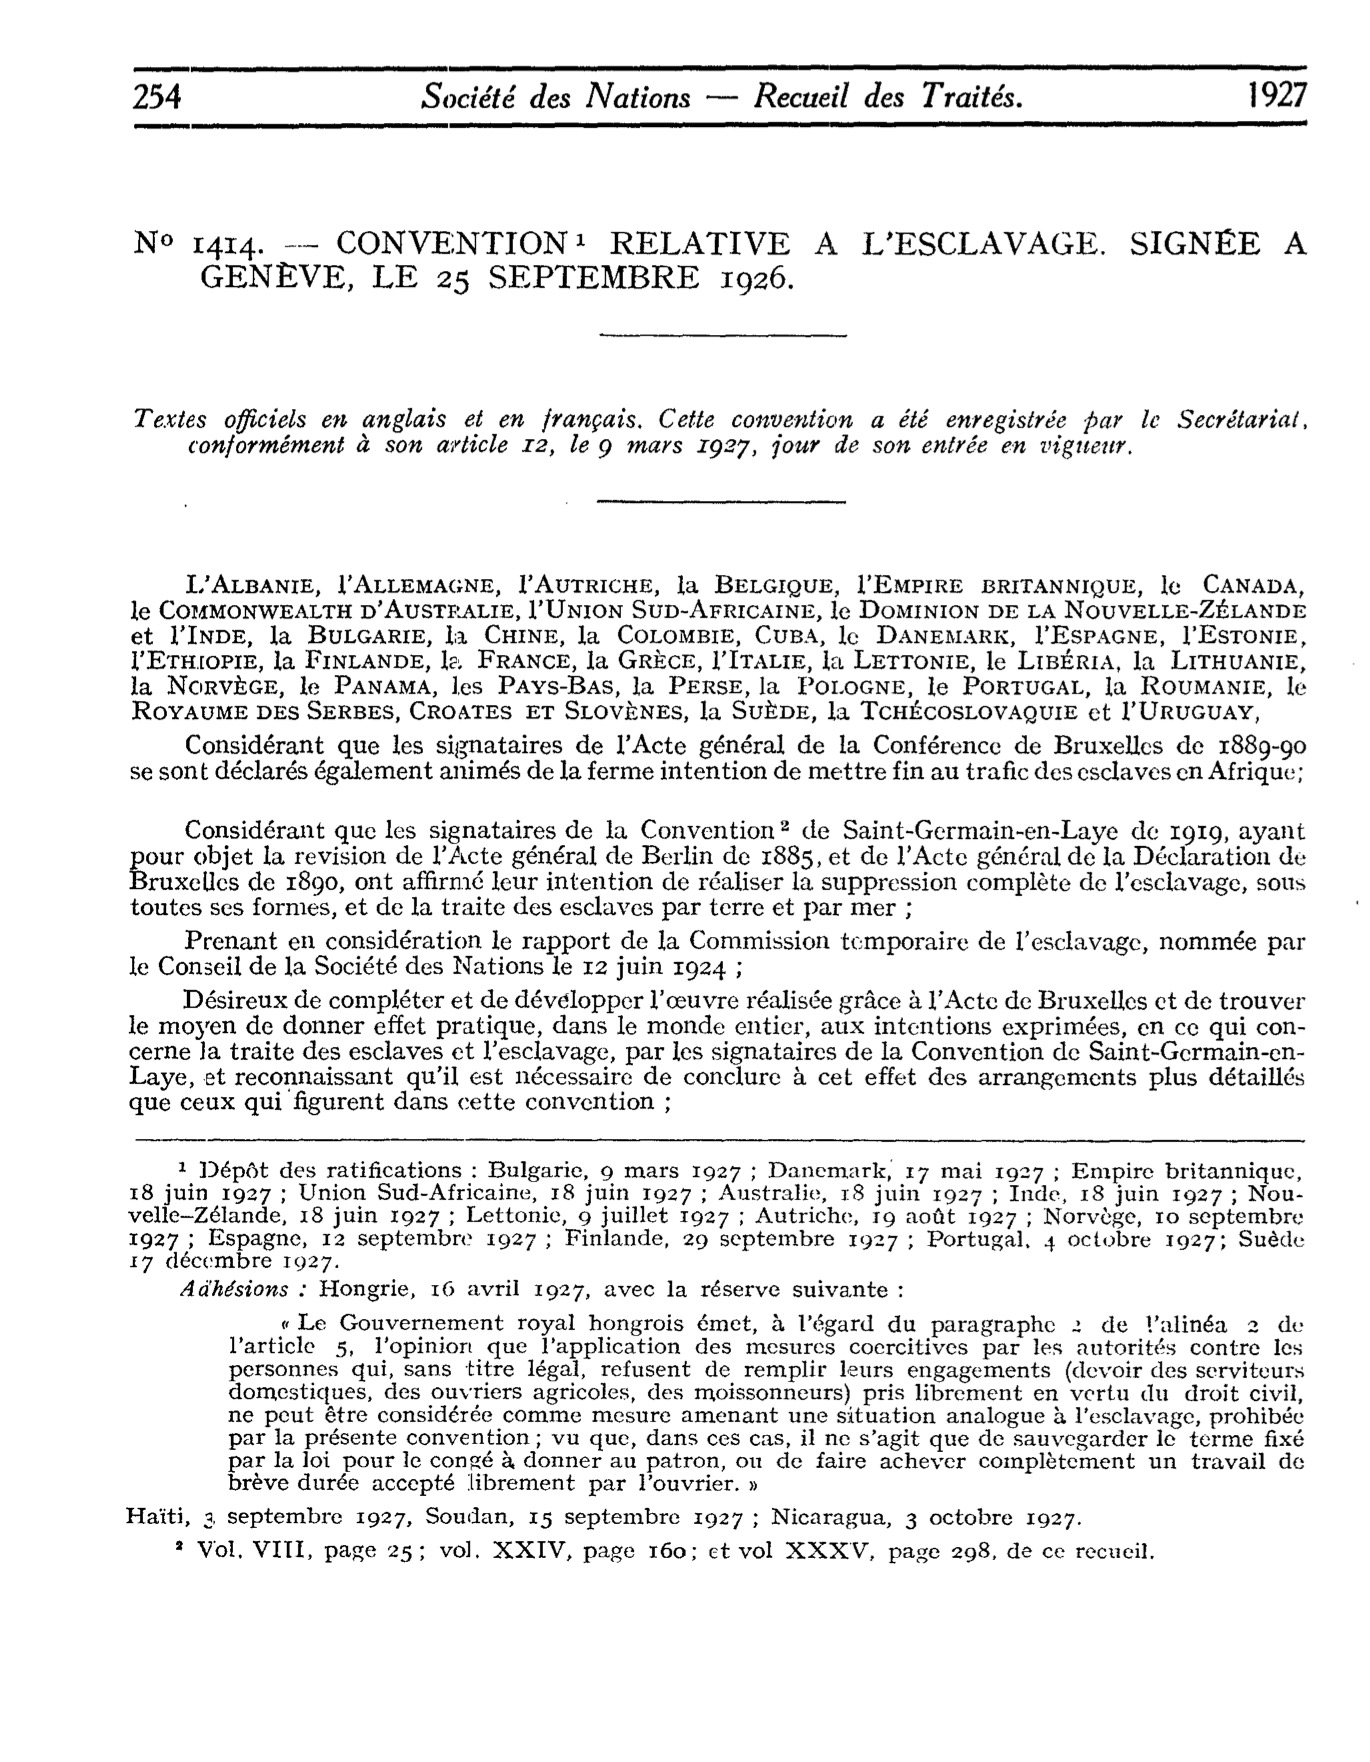 254 Société des Nations — Recueil des Traités. 1927
Nº 1414. — CONVENTION¹ RELATIVE A L'ESCLAVAGE. SIGNÉE A
GENÈVE, LE 25 SEPTEMBRE 1926.
Textes officiels en anglais et en français. Cette convention a été enregistrée par le Secrétariat,
conformément à son article 12, le 9 mars 1927, jour de son entrée en vigueur.
L'ALBANIE, l'ALLEMAGNE, l'AUTRICHE, la BELGIQUE, l'EMPIRE BRITANNIQUE, le CANADA,
le COMMONWEALTH D'AUSTRALIE, l'UNION SUD-AFRICAINE, le DOMINION DE LA NOUVELLE-ZÉLANDE
et l'INDE, la BULGARIE, la CHINE, la COLOMBIE, CUBA, le DANEMARK, l'ESPAGNE, l'ESTONIE,
l'ETHIOPIE, la FINLANDE, la FRANCE, la GRÈCE, l'ITALIE, la LETTONIE, le LIBÉRIA, la LITHUANIE,
la NORVÈGE, le PANAMA, les PAYS-BAS, la PERSE, la POLOGNE, le PORTUGAL, la ROUMANIE, le
ROYAUME DES SERBES, CROATES ET SLOVÈNES, la SUÈDE, la TCHÉCOSLOVAQUIE et l'URUGUAY,
Considérant que les signataires de l'Acte général de la Conférence de Bruxelles de 1889-90
se sont déclarés également animés de la ferme intention de mettre fin au trafic des esclaves en Afrique;
Considérant que les signataires de la Convention² de Saint-Germain-en-Laye de 1919, ayant
pour objet la revision de l'Acte général de Berlin de 1885, et de l'Acte général de la Déclaration de
Bruxelles de 1890, ont affirmé leur intention de réaliser la suppression complète de l'esclavage, sous
toutes ses formes, et de la traite des esclaves par terre et par mer ;
Prenant en considération le rapport de la Commission temporaire de l'esclavage, nommée par
le Conseil de la Société des Nations le 12 juin 1924 ;
Désireux de compléter et de développer l'œuvre réalisée grâce à l'Acte de Bruxelles et de trouver
le moyen de donner effet pratique, dans le monde entier, aux intentions exprimées, en ce qui con-
cerne la traite des esclaves et l'esclavage, par les signataires de la Convention de Saint-Germain-en-
Laye, et reconnaissant qu'il est nécessaire de conclure à cet effet des arrangements plus détaillés
que ceux qui figurent dans cette convention ;
¹ Dépôt des ratifications : Bulgarie, 9 mars 1927 ; Danemark, 17 mai 1927 ; Empire britannique,
18 juin 1927 ; Union Sud-Africaine, 18 juin 1927 ; Australie, 18 juin 1927 ; Inde, 18 juin 1927 ; Nou-
velle-Zélande, 18 juin 1927 ; Lettonie, 9 juillet 1927 ; Autriche, 19 août 1927 ; Norvège, 10 septembre
1927 ; Espagne, 12 septembre 1927 ; Finlande, 29 septembre 1927 ; Portugal, 4 octobre 1927; Suède
17 décembre 1927.
Adhésions : Hongrie, 16 avril 1927, avec la réserve suivante :
« Le Gouvernement royal hongrois émet, à l'égard du paragraphe 2 de l'alinéa 2 de
l'article 5, l'opinion que l'application des mesures coercitives par les autorités contre les
personnes qui, sans titre légal, refusent de remplir leurs engagements (devoir des serviteurs
domestiques, des ouvriers agricoles, des moissonneurs) pris librement en vertu du droit civil,
ne peut être considérée comme mesure amenant une situation analogue à l'esclavage, prohibée
par la présente convention ; vu que, dans ces cas, il ne s'agit que de sauvegarder le terme fixé
par la loi pour le congé à donner au patron, ou de faire achever complètement un travail de
brève durée accepté librement par l'ouvrier. »
Haïti, 3 septembre 1927, Soudan, 15 septembre 1927 ; Nicaragua, 3 octobre 1927.
² Vol. VIII, page 25 ; vol. XXIV, page 160 ; et vol XXXV, page 298, de ce recueil.